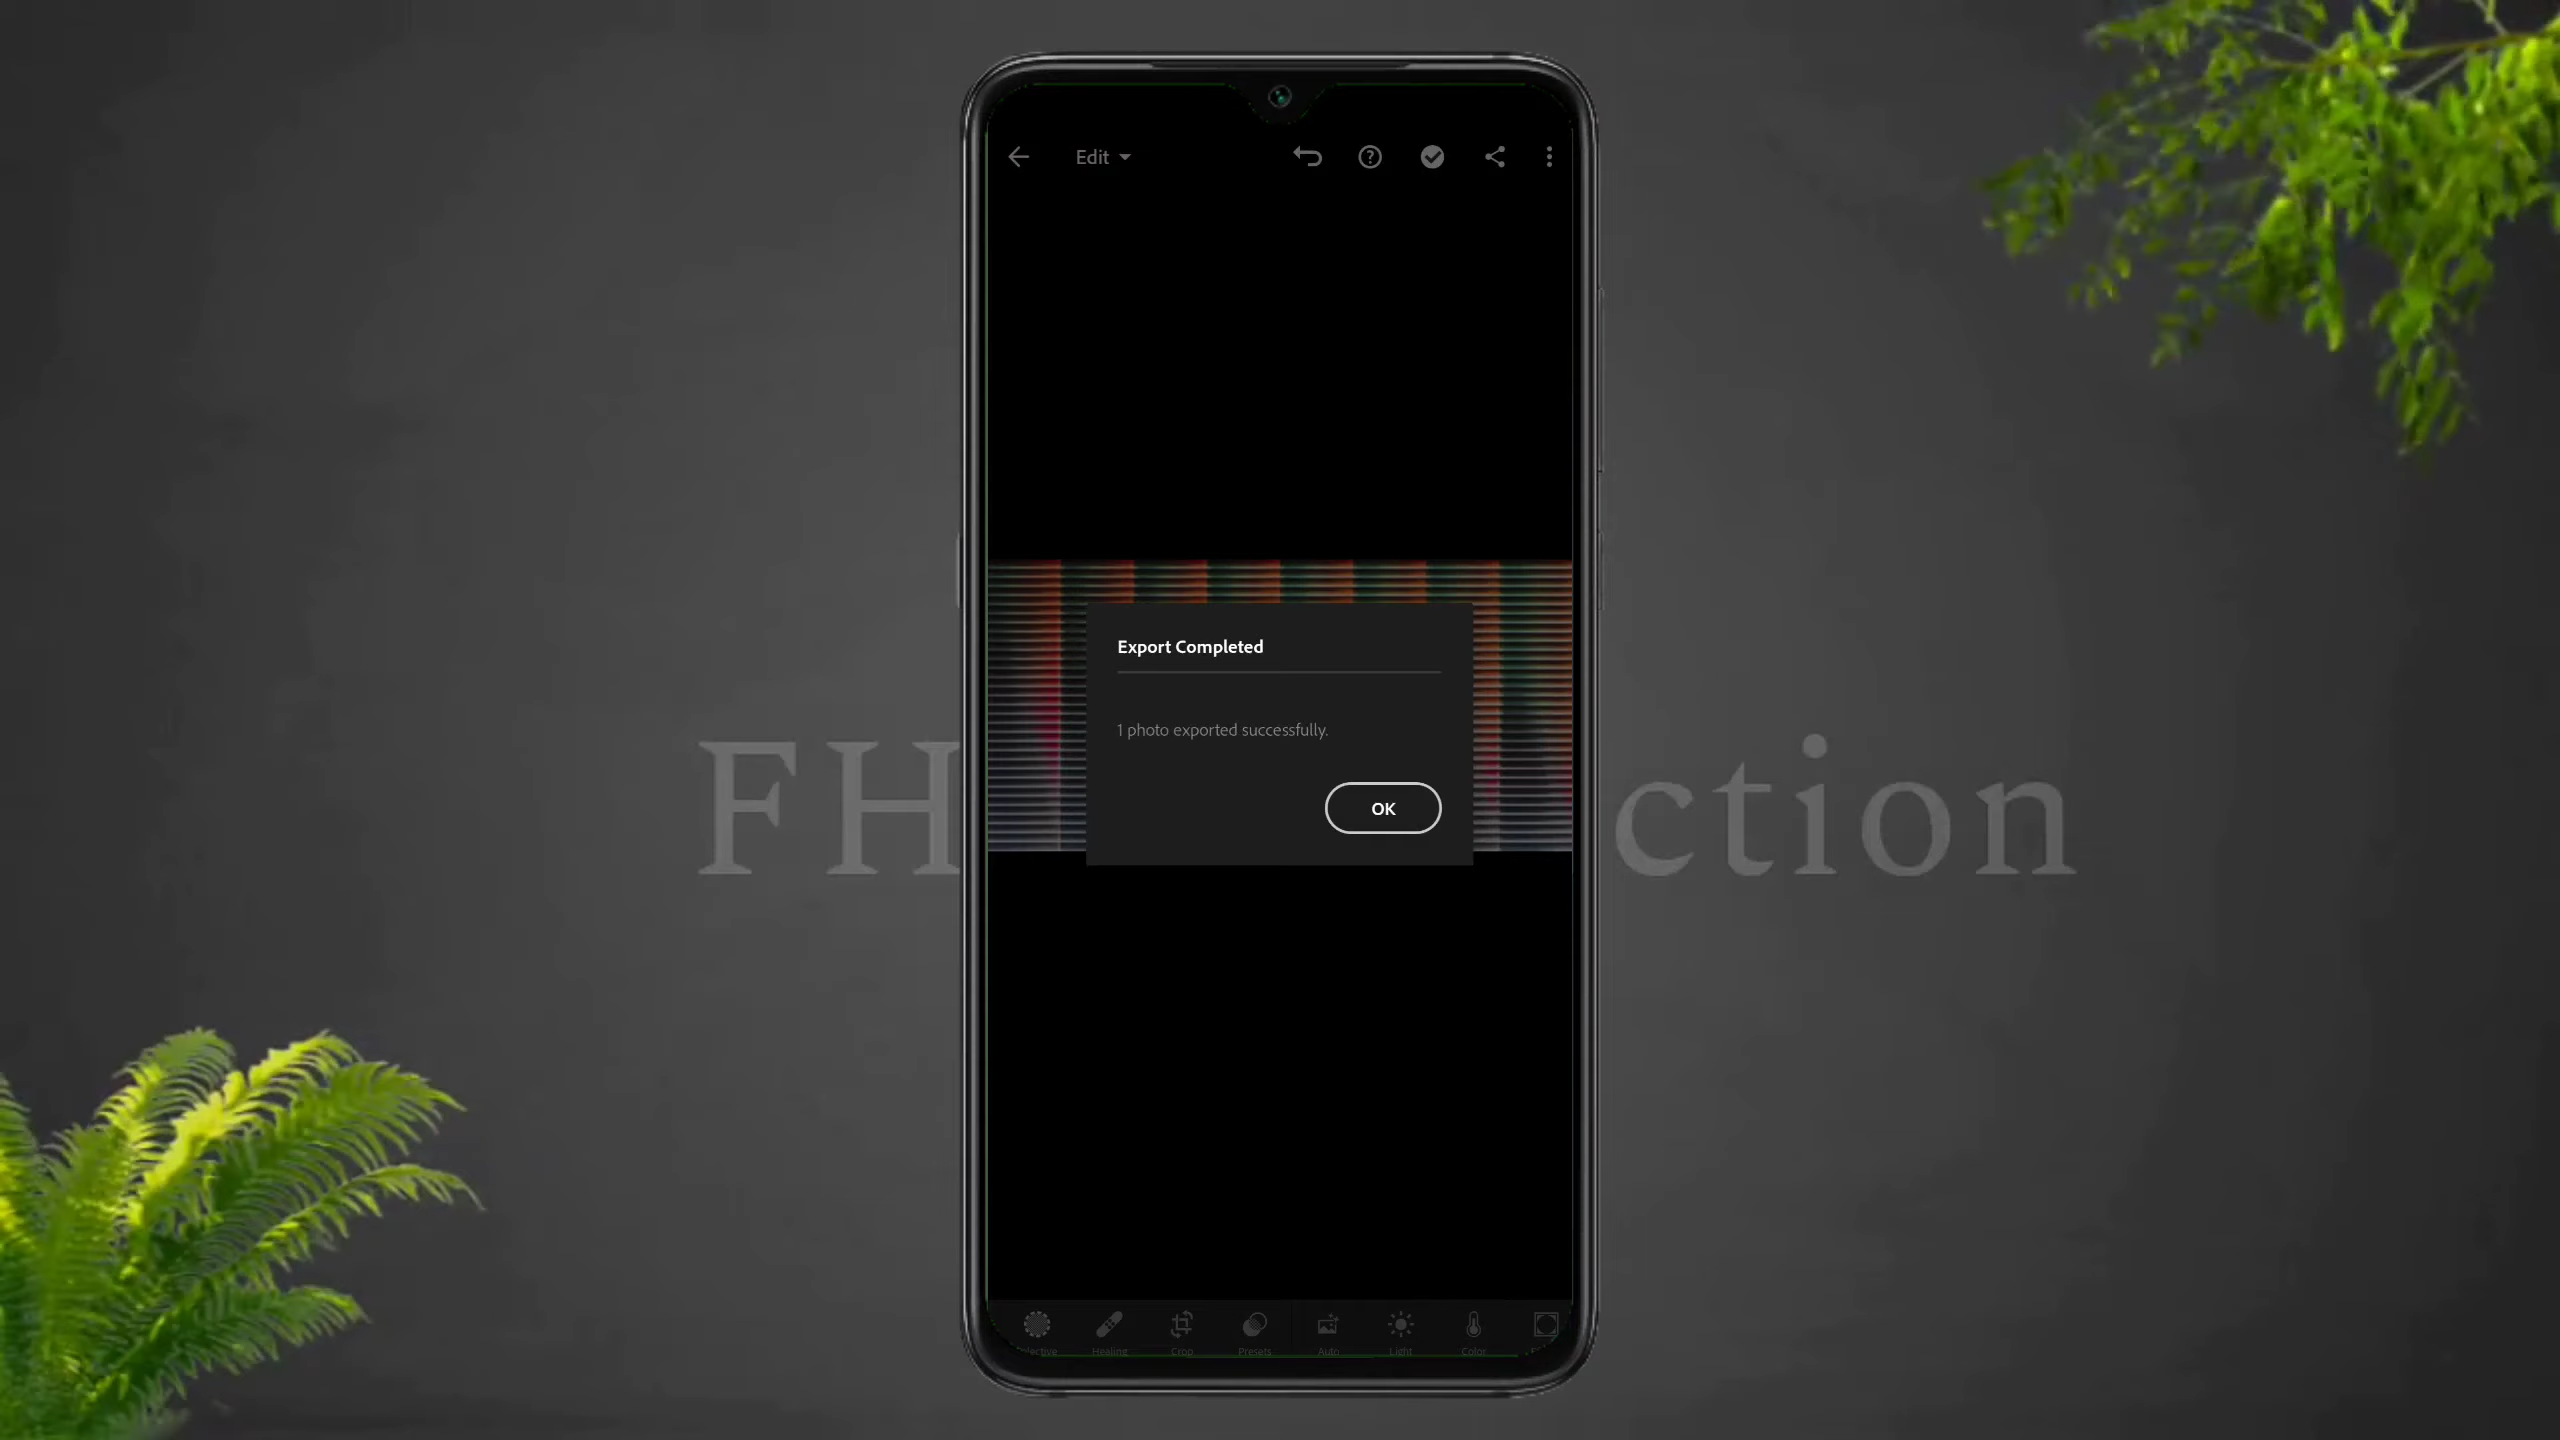 Edit
Export Completed
1 photo exported successfully.
OK
FH
ction
Healing
Crop
Presets
Auto
Light
Color